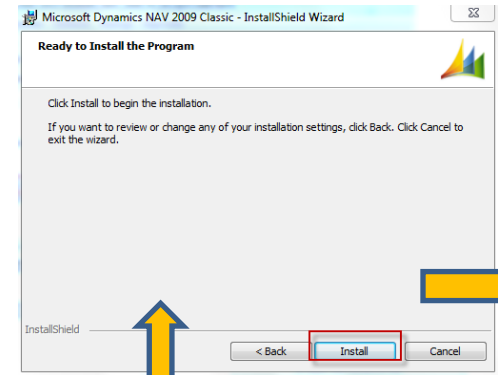 Microsoft Dynamics NAV 2009 Classic - InstallShield Wizard
Ready to Install the Program
Click Install to begin the installation.
If you want to review or change any of your installation settings, click Back. Click Cancel to
exit the wizard.
InstallShield
< Back Install Cancel